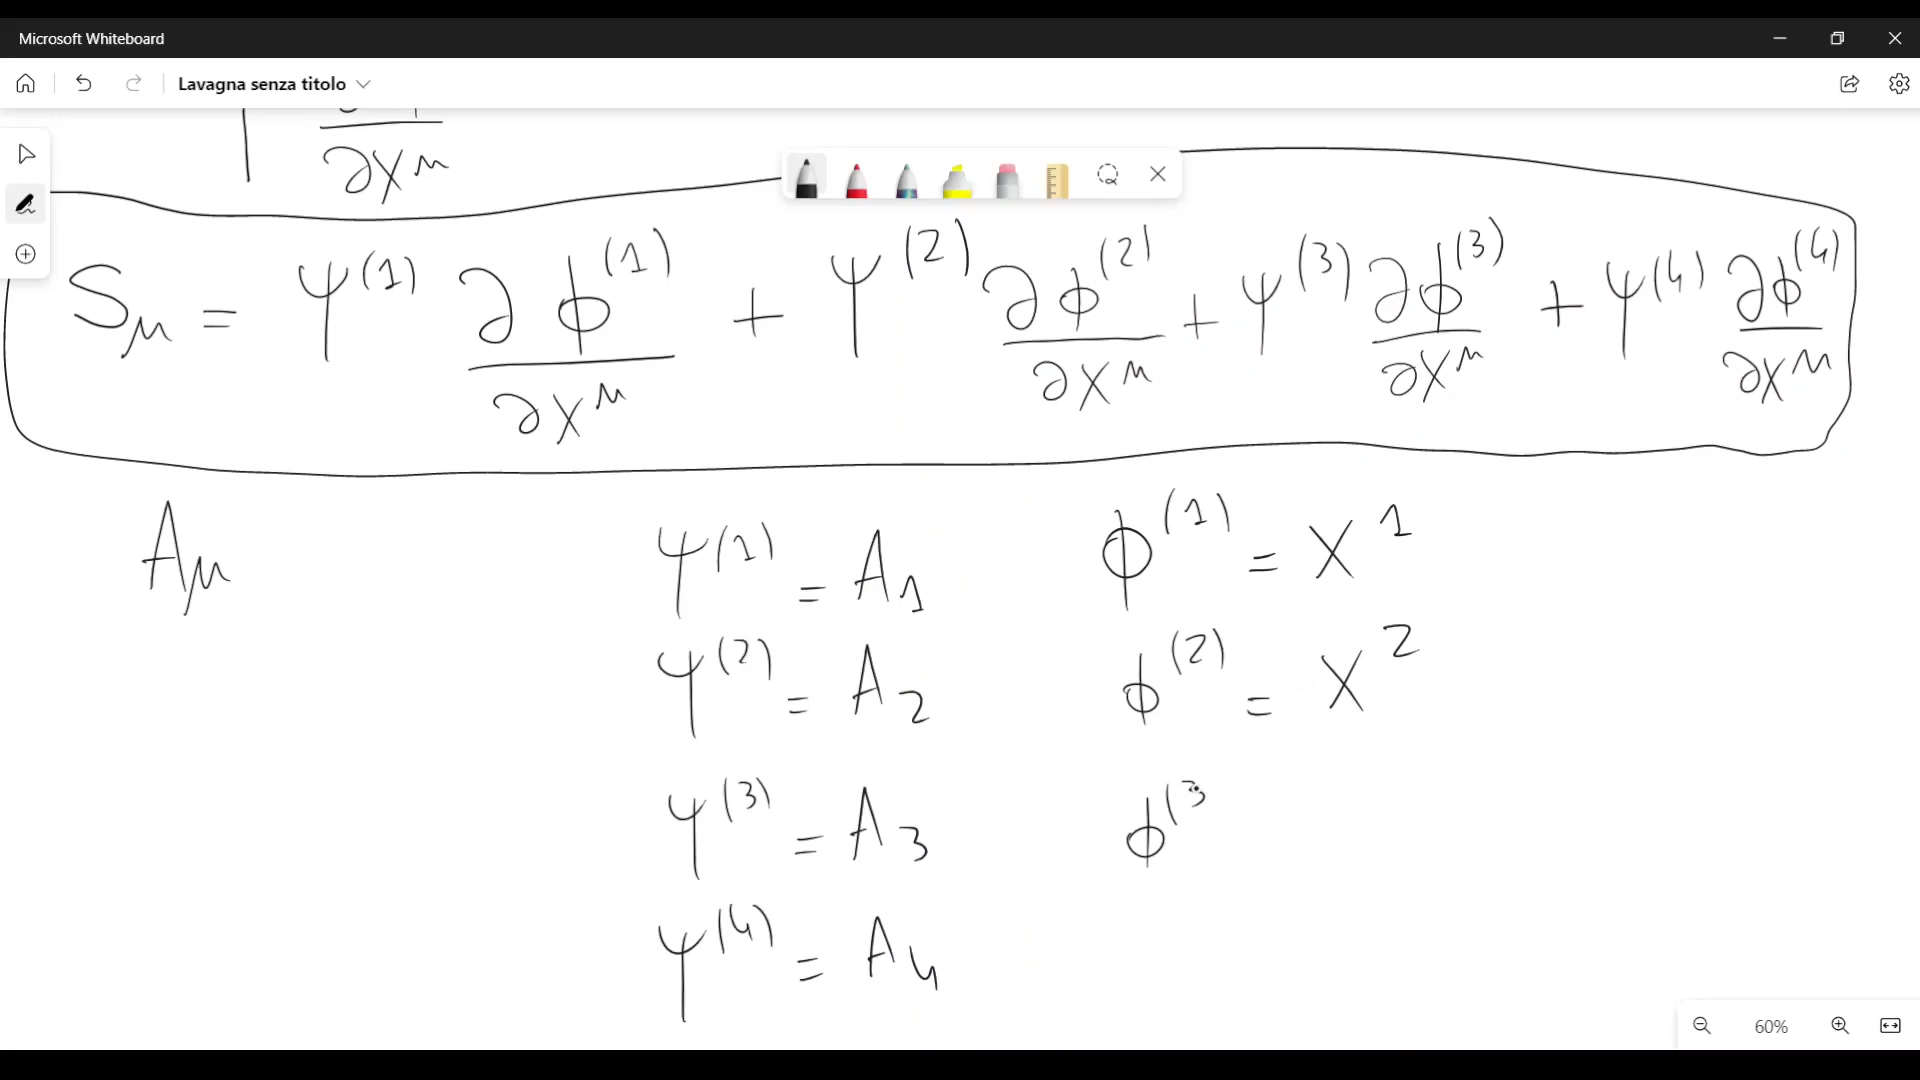 Microsoft Whiteboard
Lavagna senza titolo
∂x^μ
S_μ = ψ^(1) ∂φ^(1)/∂x^μ + ψ^(2) ∂φ^(2)/∂x^μ + ψ^(3) ∂φ^(3)/∂x^μ + ψ^(4) ∂φ^(4)/∂x^μ
A_μ ψ^(1) = A_1 φ^(1) = x^1
ψ^(2) = A_2 φ^(2) = x^2
ψ^(3) = A_3 φ^(3
ψ^(4) = A_4
60%